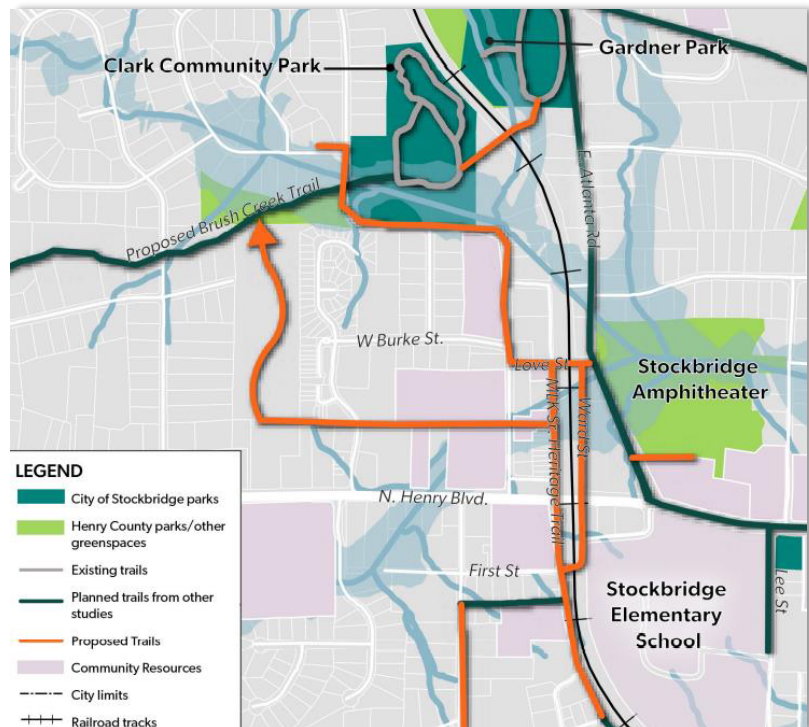 Clark Community Park
Gardner Park
E. Atlanta Rd
Proposed Brush Creek Trail
W Burke St.
Love St.
Stockbridge
Amphitheater
MLK Sr. Heritage Trail
Ward St
N. Henry Blvd.
First St
Stockbridge
Elementary
School
Lee St
LEGEND
City of Stockbridge parks
Henry County parks/other
greenspaces
Existing trails
Planned trails from other
studies
Proposed Trails
Community Resources
City limits
Railroad tracks